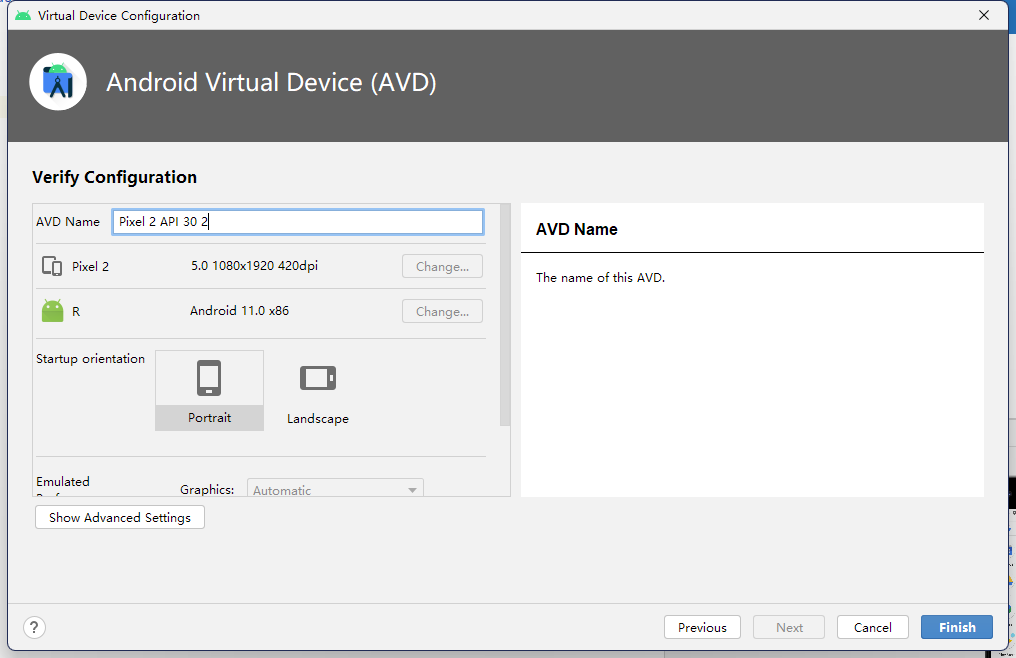 Virtual Device Configuration
Android Virtual Device (AVD)
Verify Configuration
AVD Name Pixel 2 API 30 2
Pixel 2 5.0 1080x1920 420dpi Change...
R Android 11.0 x86 Change...
Startup orientation
Portrait
Landscape
Emulated
Graphics: Automatic
Show Advanced Settings
AVD Name
The name of this AVD.
? Previous Next Cancel Finish